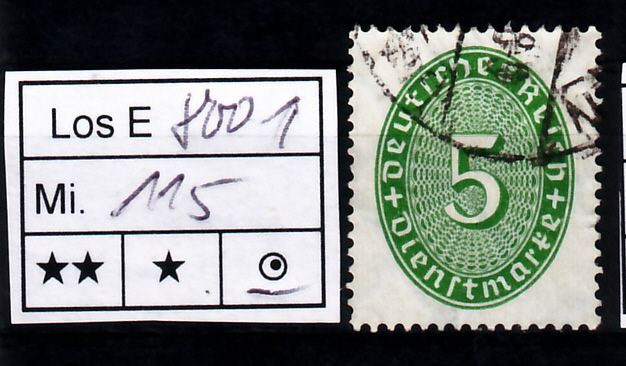 Los E 8001
Mi. 115
★★ ★ ⊙
Deutsches Reich
5
+ Dienstmarke +